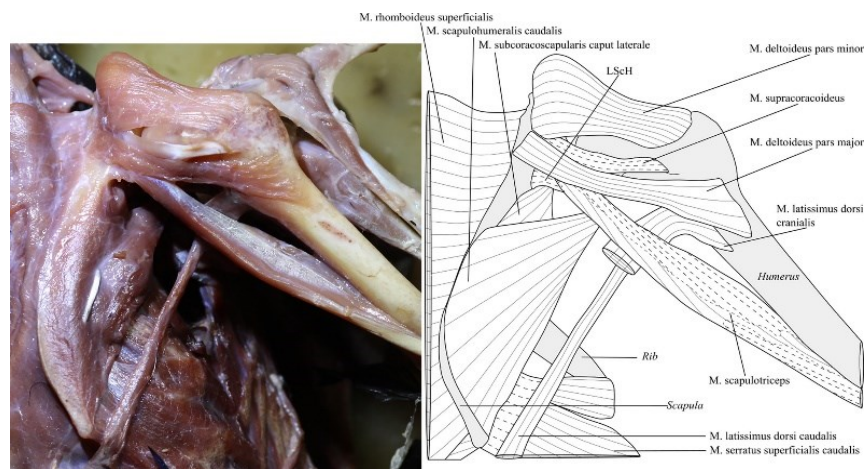 M. rhomboideus superficialis
M. scapulohumeralis caudalis
M. subcoracoscapularis caput laterale
LScH
M. deltoideus pars minor
M. supracoracoideus
M. deltoideus pars major
M. latissimus dorsi
cranialis
Humerus
Rib
M. scapulotriceps
Scapula
M. latissimus dorsi caudalis
M. serratus superficialis caudalis